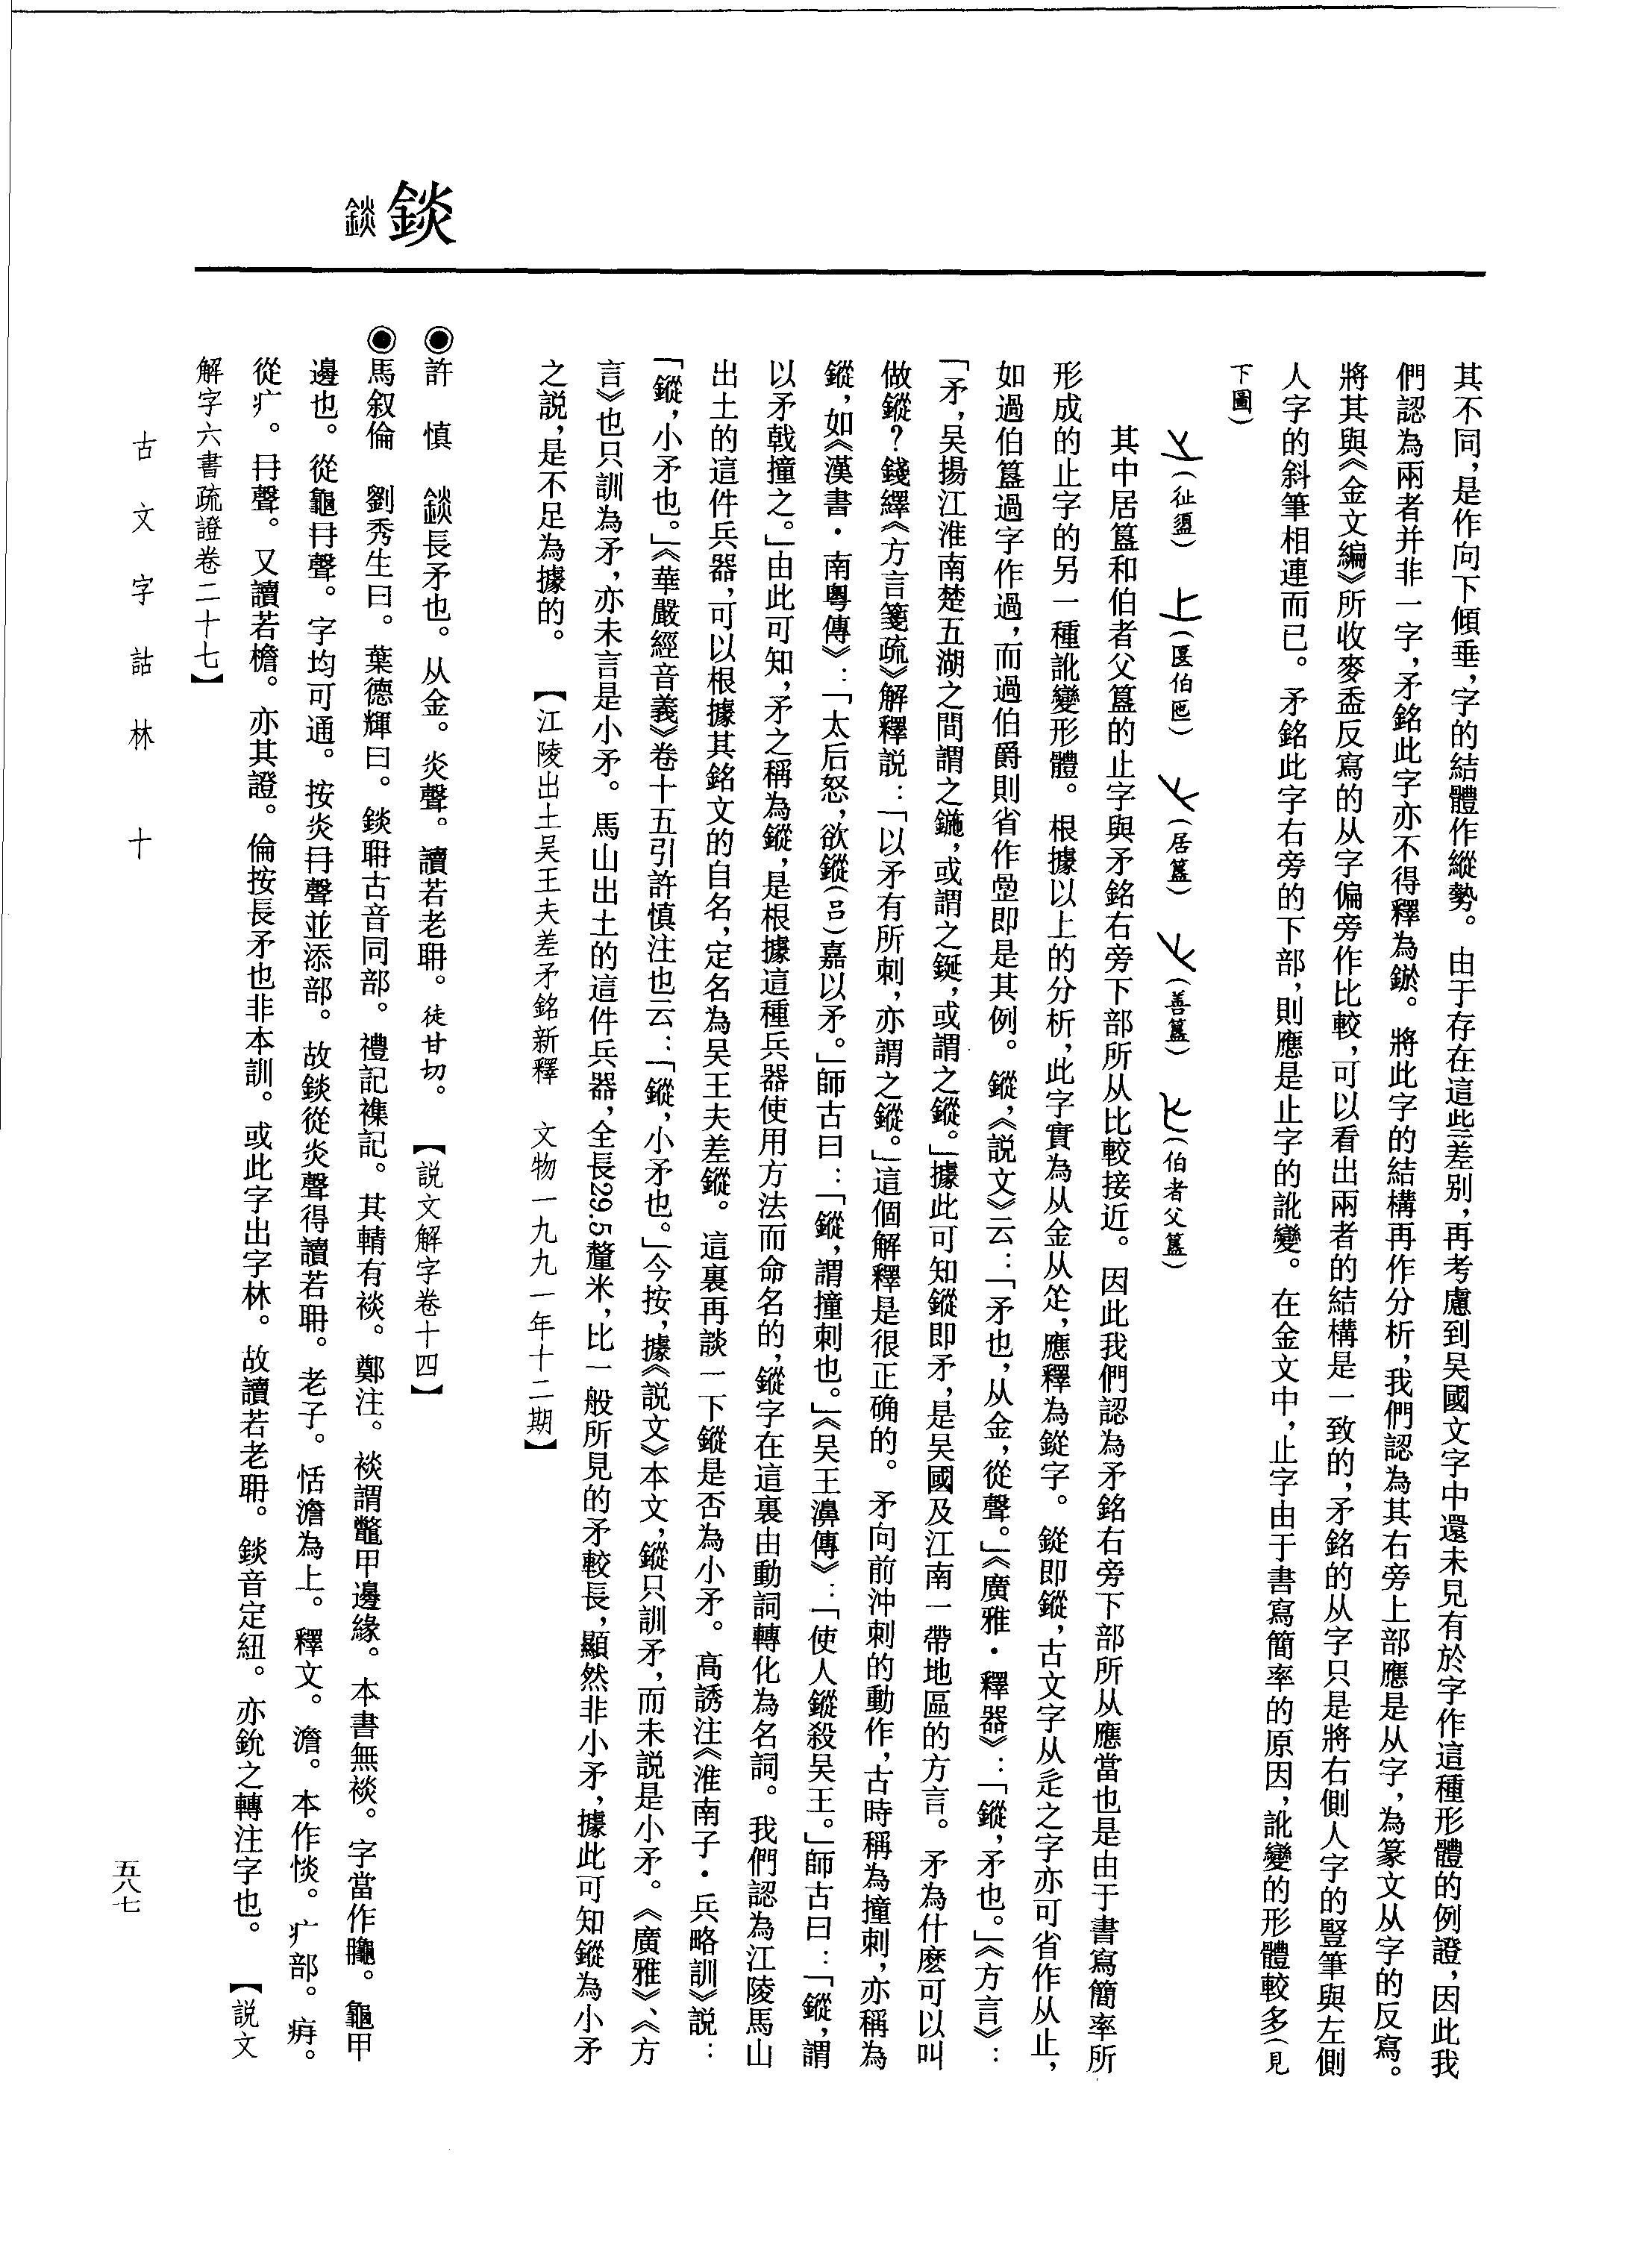 錟 錟
其不同，是作向下傾垂，字的結體作縱勢。由于存在這些差别，再考慮到吴國文字中還未見有於字作這種形體的例證，因此我
們認為兩者并非一字，矛銘此字亦不得釋為鈹。將此字的結構再作分析，我們認為其右旁上部應是从字，為篆文从字的反寫。
將其與《金文編》所收麥盉反寫的从字偏旁作比較，可以看出兩者的結構是一致的，矛銘的从字只是將右側人字的豎筆與左側
人字的斜筆相連而已。矛銘此字右旁的下部，則應是止字的訛變。在金文中，止字由于書寫簡率的原因，訛變的形體較多（見
下圖）
（征盨）（匽伯匜）（居簋）（善簋）（伯者父簋）
其中居簋和伯者父簋的止字與矛銘右旁下部所从比較接近。因此我們認為矛銘右旁下部所从應當也是由于書寫簡率所
形成的止字的另一種訛變形體。根據以上的分析，此字實為从金从𨑢，應釋為鏦字。鏦即鏦，古文字从辵之字亦可省作从止，
如過伯簋過字作過，而過伯爵則省作即是其例。鏦，《説文》云：「矛也，从金，從聲。」《廣雅·釋器》：「鏦，矛也。」《方言》：
「矛，吴揚江淮南楚五湖之間謂之鍦，或謂之鋋，或謂之鏦。」據此可知鏦即矛，是吴國及江南一帶地區的方言。矛為什麽可以叫
做鏦？錢繹《方言箋疏》解釋説：「以矛有所刺，亦謂之鏦。」這個解釋是很正确的。矛向前沖刺的動作，古時稱為撞刺，亦稱為
鏦，如《漢書·南粤傳》：「太后怒，欲鏦（吕）嘉以矛。」師古曰：「鏦，謂撞刺也。」《吴王濞傳》：「使人鏦殺吴王。」師古曰：「鏦，謂
以矛戟撞之。」由此可知，矛之稱為鏦，是根據這種兵器使用方法而命名的，鏦字在這裏由動詞轉化為名詞。我們認為江陵馬山
出土的這件兵器，可以根據其銘文的自名，定名為吴王夫差鏦。這裏再談一下鏦是否為小矛。高誘注《淮南子·兵略訓》説：
「鏦，小矛也。」《華嚴經音義》卷十五引許慎注也云：「鏦，小矛也。」今按，據《説文》本文，鏦只訓矛，而未説是小矛。《廣雅》、《方
言》也只訓為矛，亦未言是小矛。馬山出土的這件兵器，全長29.5釐米，比一般所見的矛較長，顯然非小矛，據此可知鏦為小矛
之説，是不足為據的。【江陵出土吴王夫差矛銘新釋 文物一九九一年十二期】
◉許 慎 錟長矛也。从金。炎聲。讀若老聃。徒甘切。【説文解字卷十四】
◉馬叙倫 劉秀生曰。葉德輝曰。錟聃古音同部。禮記襍記。其輤有裧。鄭注。裧謂鼈甲邊緣。本書無裧。字當作。龜甲
邊也。從龜冄聲。字均可通。按炎冄聲並添部。故錟從炎聲得讀若聃。老子。恬澹為上。釋文。澹。本作惔。疒部。痯。
從疒。冄聲。又讀若檐。亦其證。倫按長矛也非本訓。或此字出字林。故讀若老聃。錟音定紐。亦鈗之轉注字也。【説文
解字六書疏證卷二十七】
古文字詁林 十
五八七